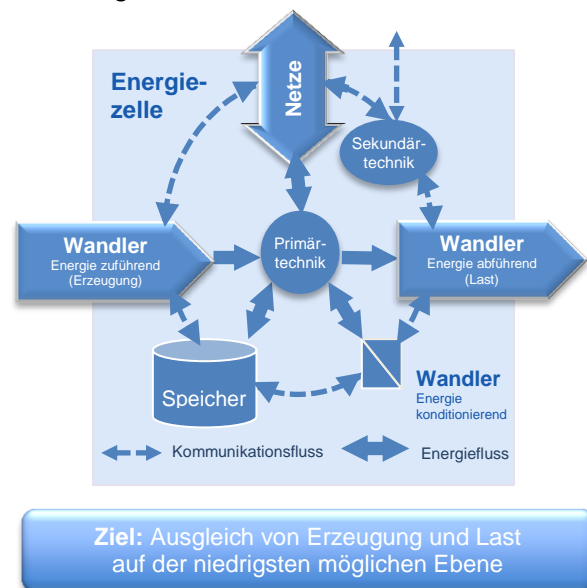 Energie-
zelle
Netze
Sekundär-
technik
Wandler
Energie zuführend
(Erzeugung)
Primär-
technik
Wandler
Energie abführend
(Last)
Speicher
Wandler
Energie
konditionierend
Kommunikationsfluss
Energiefluss
Ziel: Ausgleich von Erzeugung und Last
auf der niedrigsten möglichen Ebene